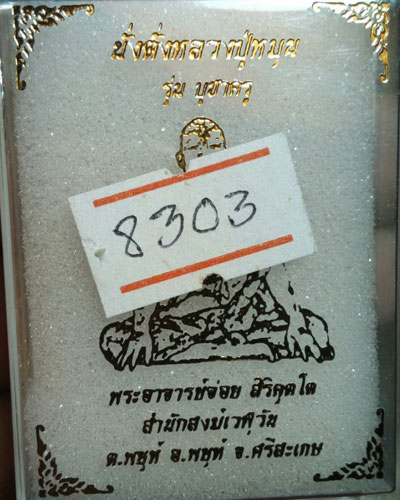 นั่งตั่งหลวงปู่หมุน
รุ่น บูชาครู
8303
พระอาจารย์จ่อย สิริคุตโต
สำนักสงฆ์เวฬุวัน
ต.พยุห์ อ.พยุห์ จ.ศรีสะเกษ